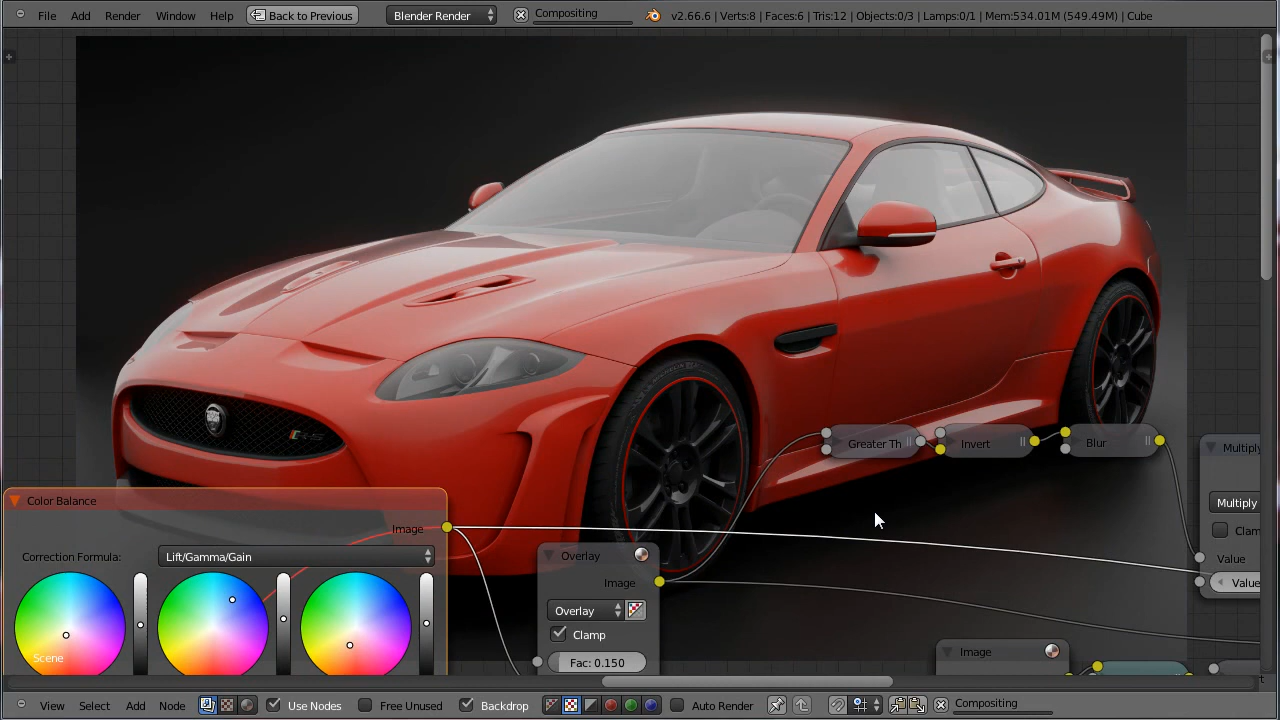 File Add Render Window Help Back to Previous Blender Render Compositing v2.66.6 | Verts:8 | Faces:6 | Tris:12 | Objects:0/3 | Lamps:0/1 | Mem:534.01M (549.49M) | Cube
Greater Th Invert Blur Multiply
Color Balance
Image
Multiply
Clam
Correction Formula: Lift/Gamma/Gain
Overlay
Value
Image
Value
Overlay
Clamp
Scene
Fac: 0.150
Image
View Select Add Node Use Nodes Free Unused Backdrop Auto Render Compositing